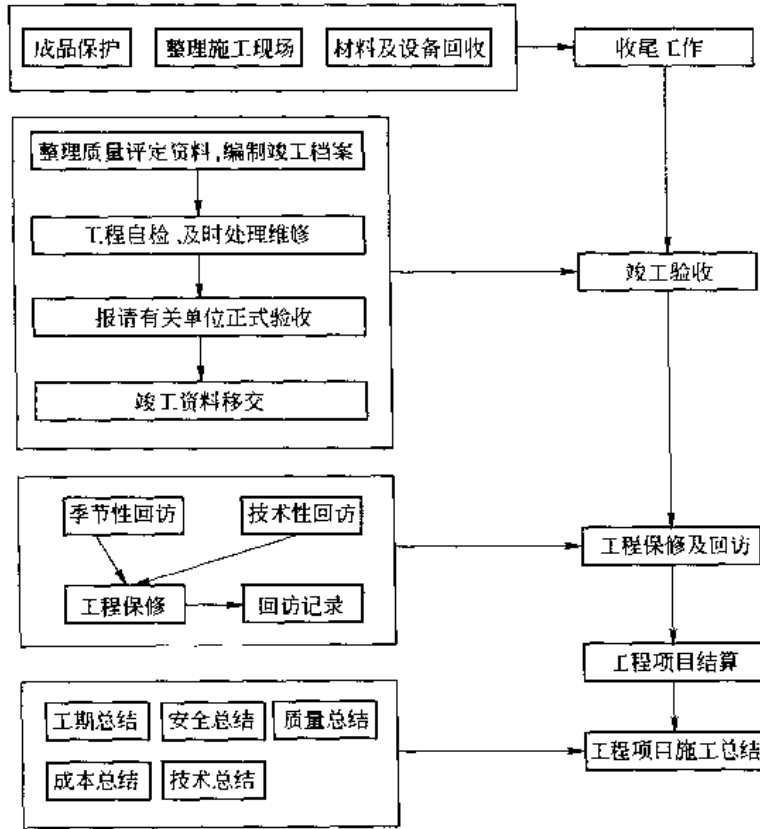 成品保护 整理施工现场 材料及设备回收 收尾工作
整理质量评定资料,编制竣工档案
工程自检、及时处理维修
竣工验收
报请有关单位正式验收
竣工资料移交
季节性回访 技术性回访
工程保修及回访
工程保修 回访记录
工程项目结算
工期总结 安全总结 质量总结
工程项目施工总结
成本总结 技术总结